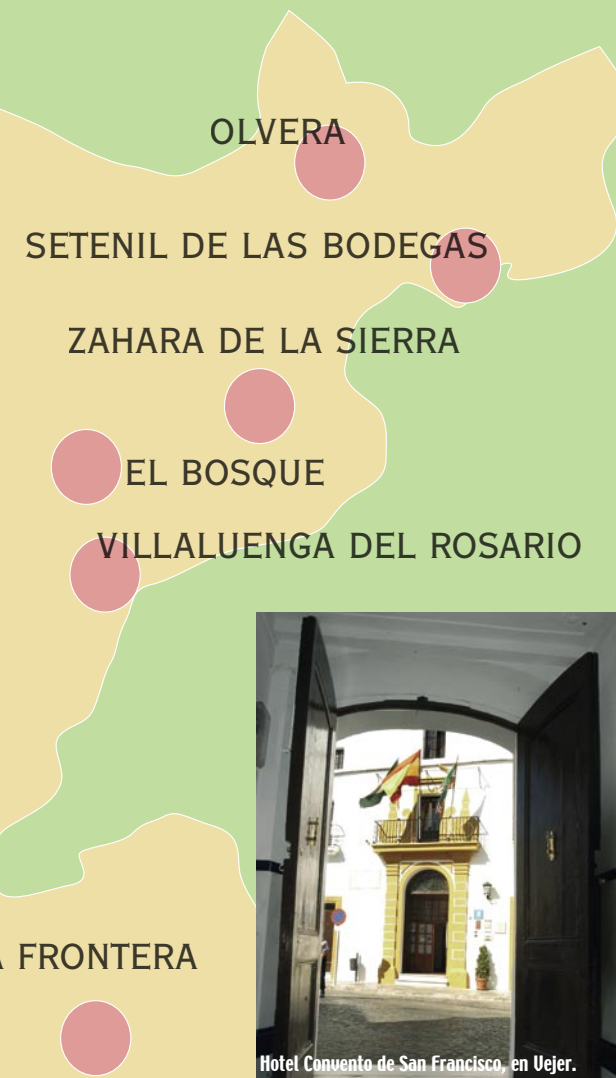 OLVERA
SETENIL DE LAS BODEGAS
ZAHARA DE LA SIERRA
EL BOSQUE
VILLALUENGA DEL ROSARIO
A FRONTERA
Hotel Convento de San Francisco, en Vejer.